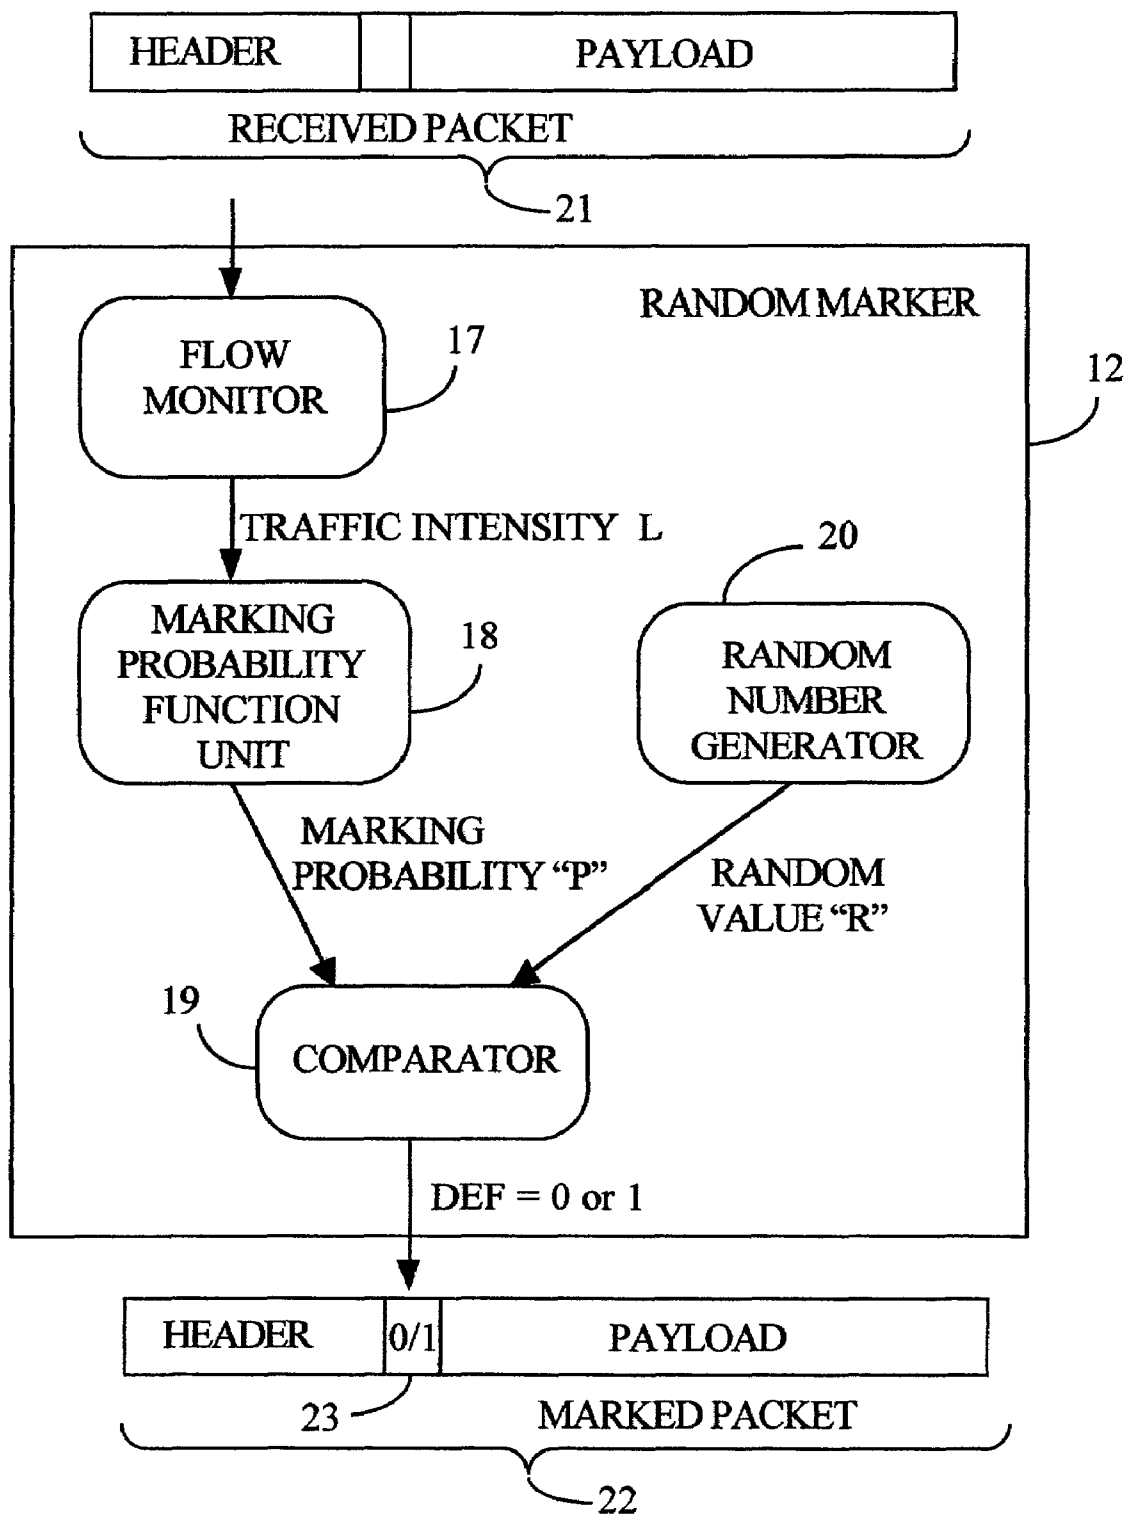 HEADER
PAYLOAD
RECEIVED PACKET
21
RANDOM MARKER
12
FLOW
MONITOR
17
TRAFFIC INTENSITY L
MARKING
PROBABILITY
FUNCTION
UNIT
18
20
RANDOM
NUMBER
GENERATOR
MARKING
PROBABILITY “P”
RANDOM
VALUE “R”
19
COMPARATOR
DEF = 0 or 1
HEADER
0/1
PAYLOAD
23
MARKED PACKET
22